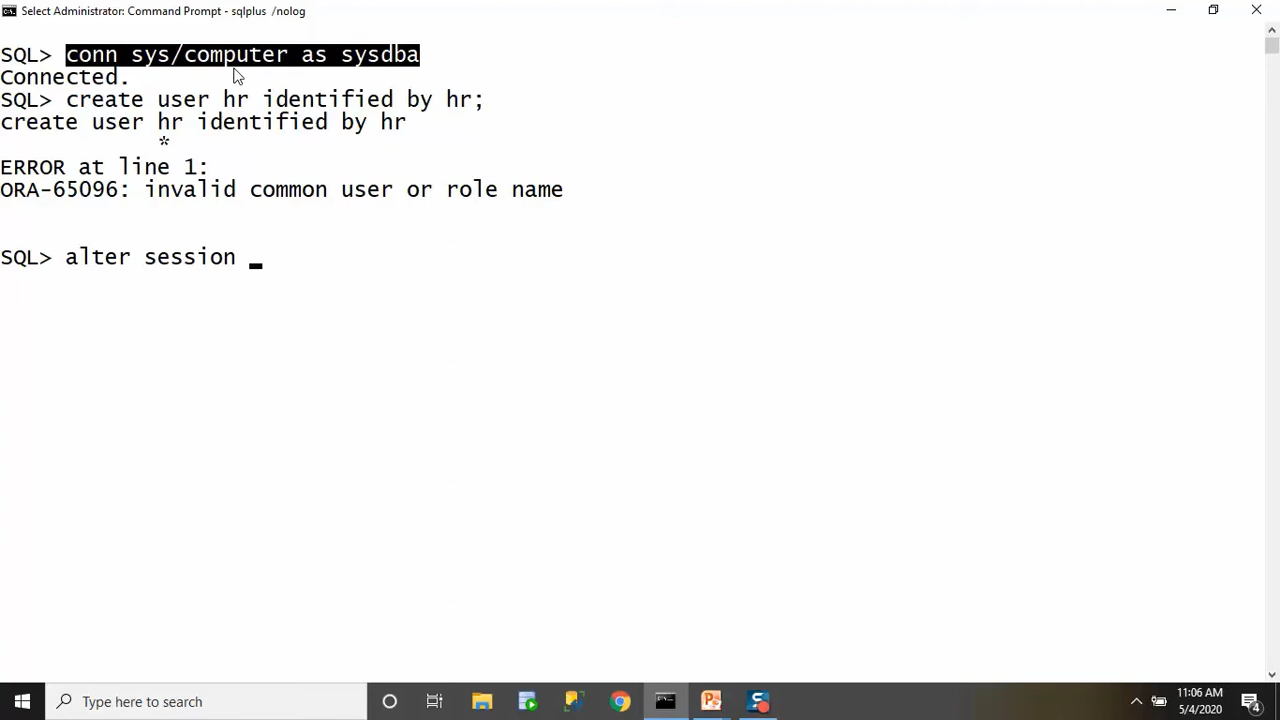 Select Administrator: Command Prompt - sqlplus /nolog
SQL> conn sys/computer as sysdba
Connected.
SQL> create user hr identified by hr;
create user hr identified by hr
*
ERROR at line 1:
ORA-65096: invalid common user or role name
SQL> alter session _
Type here to search
11:06 AM
5/4/2020
4